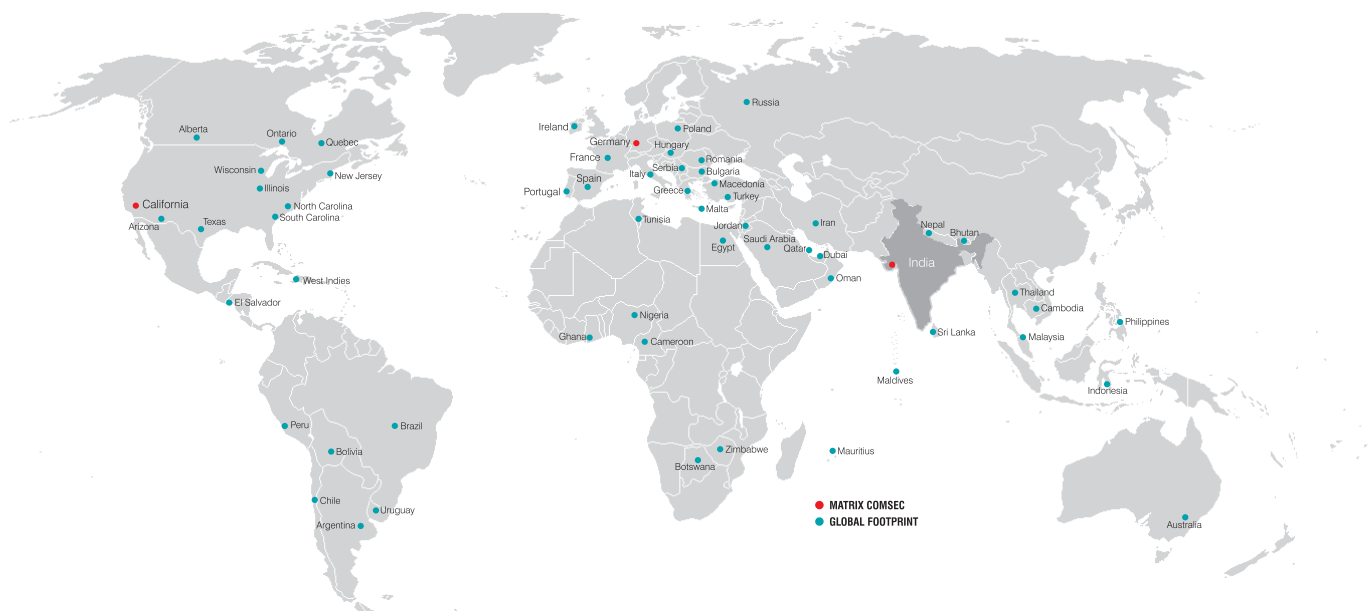 Russia
Ireland
Poland
Alberta
Ontario
Quebec
Germany
Hungary
France
Romania
Serbia
Bulgaria
Wisconsin
New Jersey
Italy
Spain
Macedonia
Illinois
Portugal
Greece
Turkey
California
North Carolina
Malta
South Carolina
Texas
Arizona
Tunisia
Jordan
Iran
Nepal
Bhutan
Saudi Arabia
Egypt
Qatar
Dubai
India
West Indies
Oman
Thailand
El Salvador
Cambodia
Nigeria
Philippines
Sri Lanka
Ghana
Cameroon
Malaysia
Maldives
Indonesia
Peru
Brazil
Bolivia
Zimbabwe
Mauritius
Botswana
Chile
MATRIX COMSEC
Uruguay
GLOBAL FOOTPRINT
Argentina
Australia